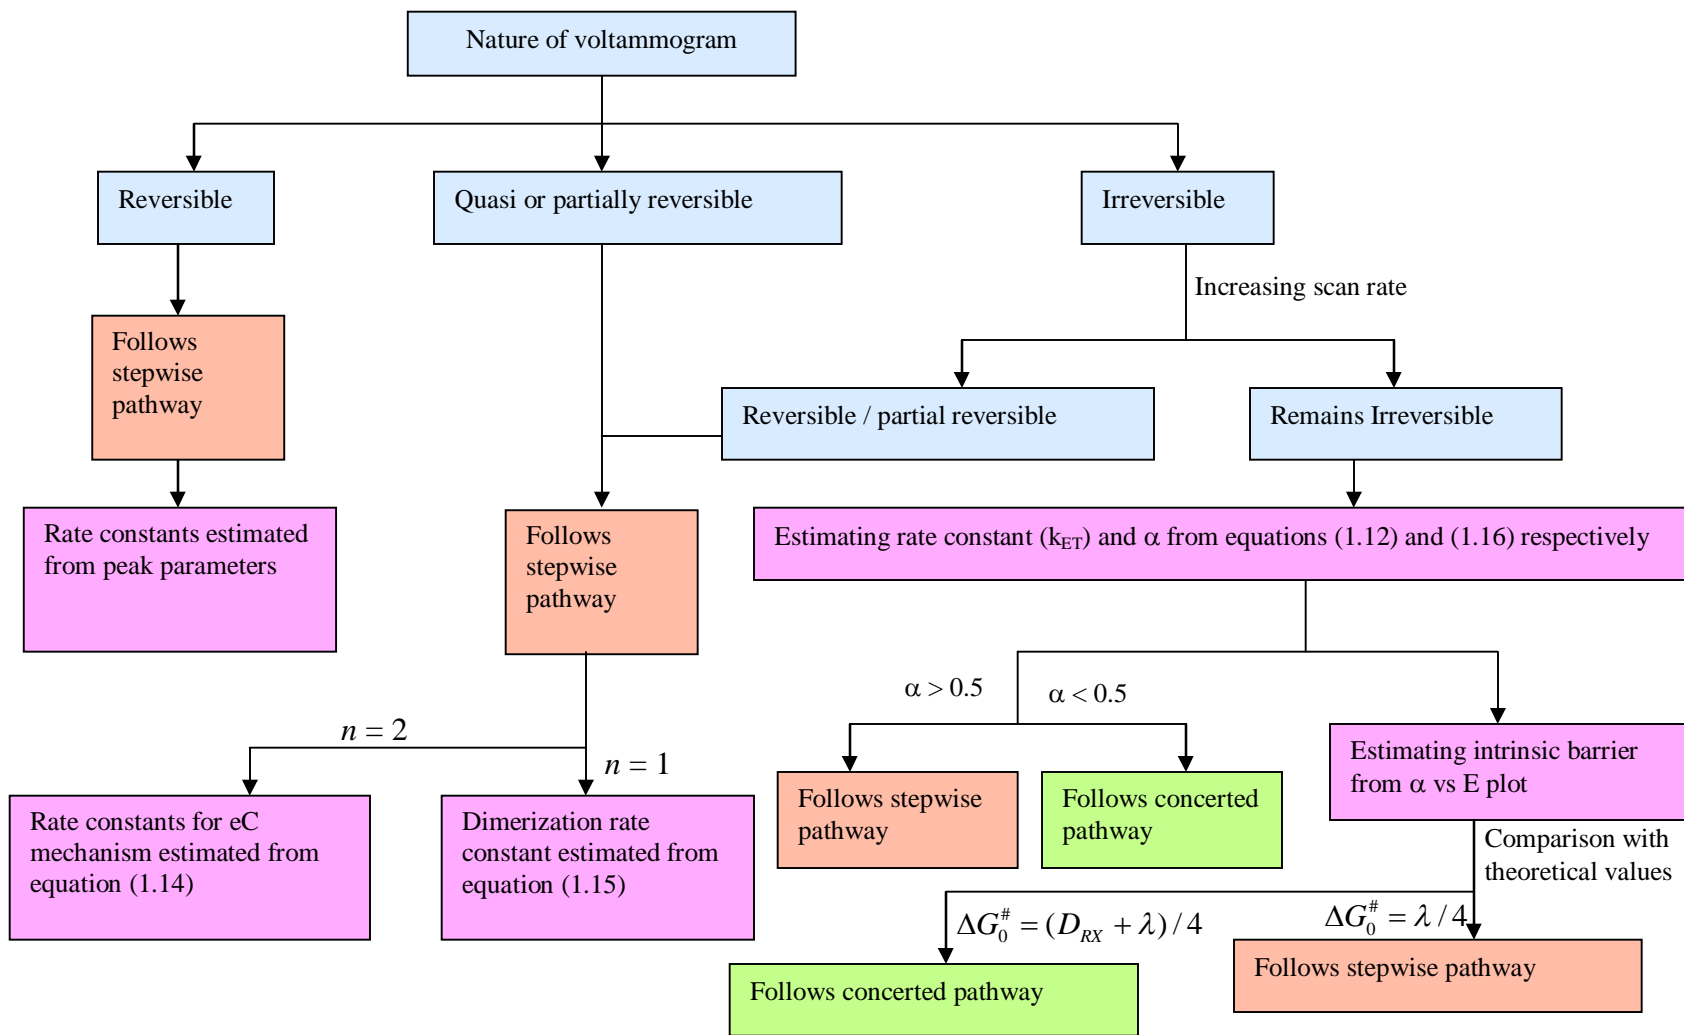 Nature of voltammogram
Reversible
Quasi or partially reversible
Irreversible
Increasing scan rate
Follows
stepwise
pathway
Reversible / partial reversible
Remains Irreversible
Rate constants estimated
from peak parameters
Follows
stepwise
pathway
Estimating rate constant (k_ET) and α from equations (1.12) and (1.16) respectively
α > 0.5
α < 0.5
n = 2
n = 1
Estimating intrinsic barrier
from α vs E plot
Follows stepwise
pathway
Follows concerted
pathway
Rate constants for eC
mechanism estimated from
equation (1.14)
Dimerization rate
constant estimated from
equation (1.15)
Comparison with
theoretical values
ΔG₀^# = (D_RX + λ) / 4
ΔG₀^# = λ / 4
Follows concerted pathway
Follows stepwise pathway